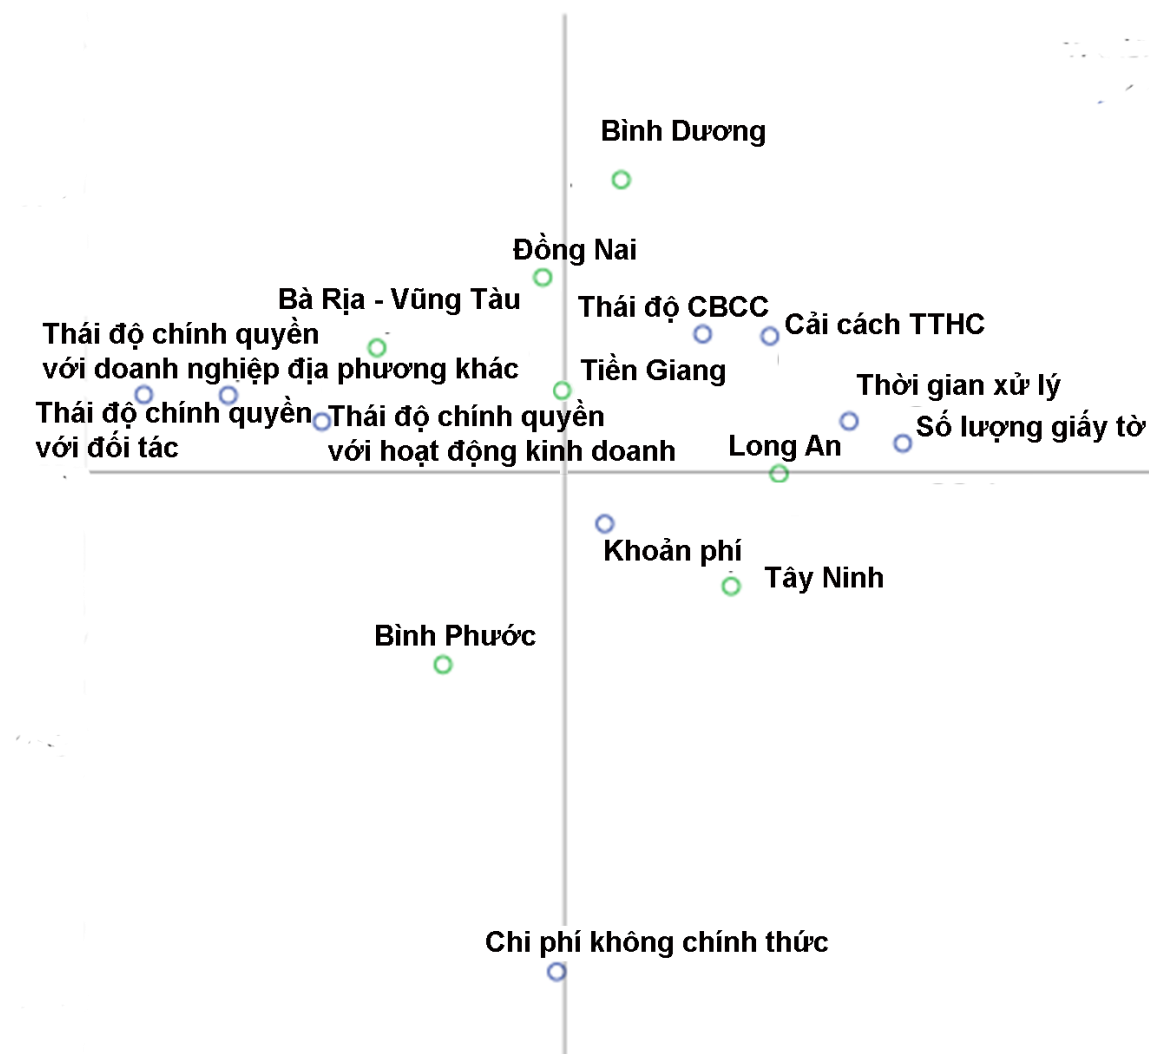 Bình Dương
Đồng Nai
Bà Rịa - Vũng Tàu
Thái độ CBCC
Cải cách TTHC
Thái độ chính quyền
với doanh nghiệp địa phương khác
Tiền Giang
Thời gian xử lý
Thái độ chính quyền
với đối tác
Thái độ chính quyền
với hoạt động kinh doanh
Số lượng giấy tờ
Long An
Khoản phí
Tây Ninh
Bình Phước
Chi phí không chính thức